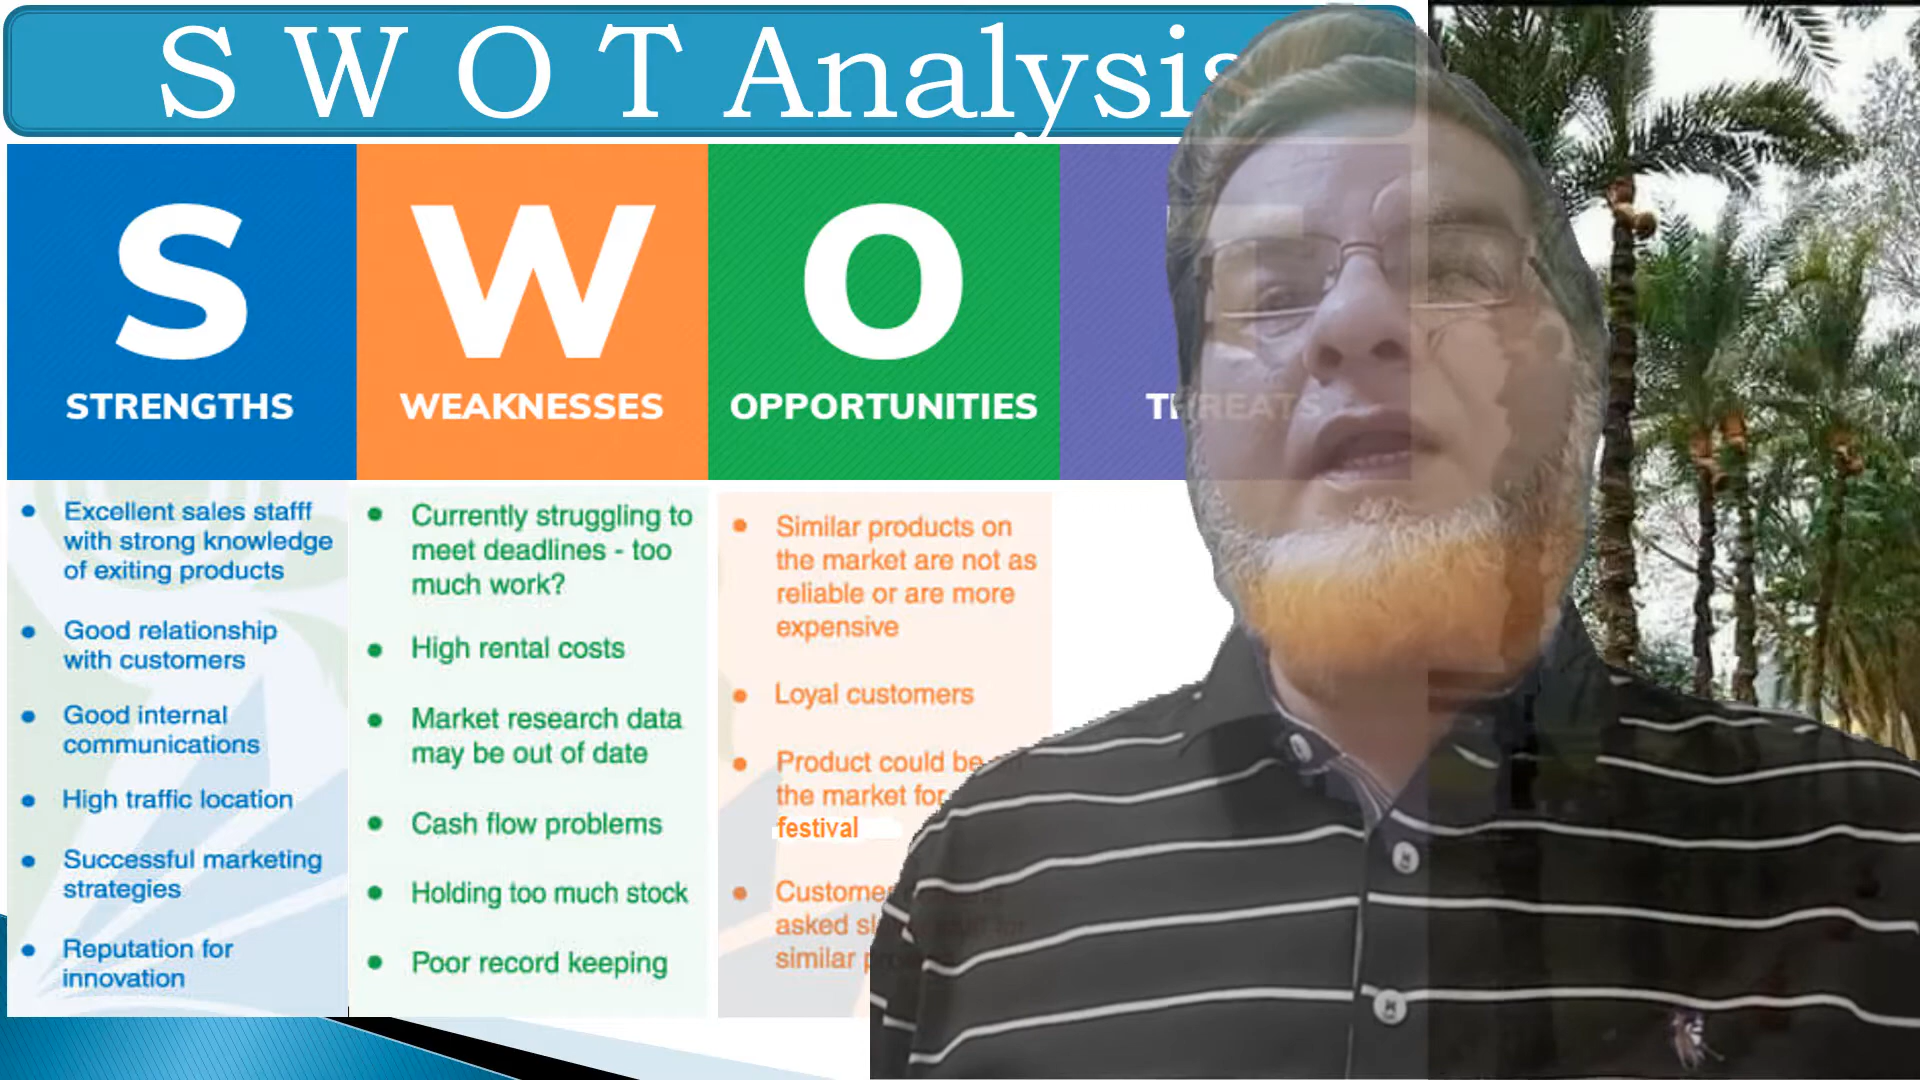 S W O T Analysis
S
STRENGTHS
Excellent sales stafff
with strong knowledge
of exiting products
Good relationship
with customers
Good internal
communications
High traffic location
Successful marketing
strategies
Reputation for
innovation
W
WEAKNESSES
Currently struggling to
meet deadlines - too
much work?
High rental costs
Market research data
may be out of date
Cash flow problems
Holding too much stock
Poor record keeping
O
OPPORTUNITIES
Similar products on
the market are not as
reliable or are more
expensive
Loyal customers
Product could be
the market for
festival
asked
similar
THREATS